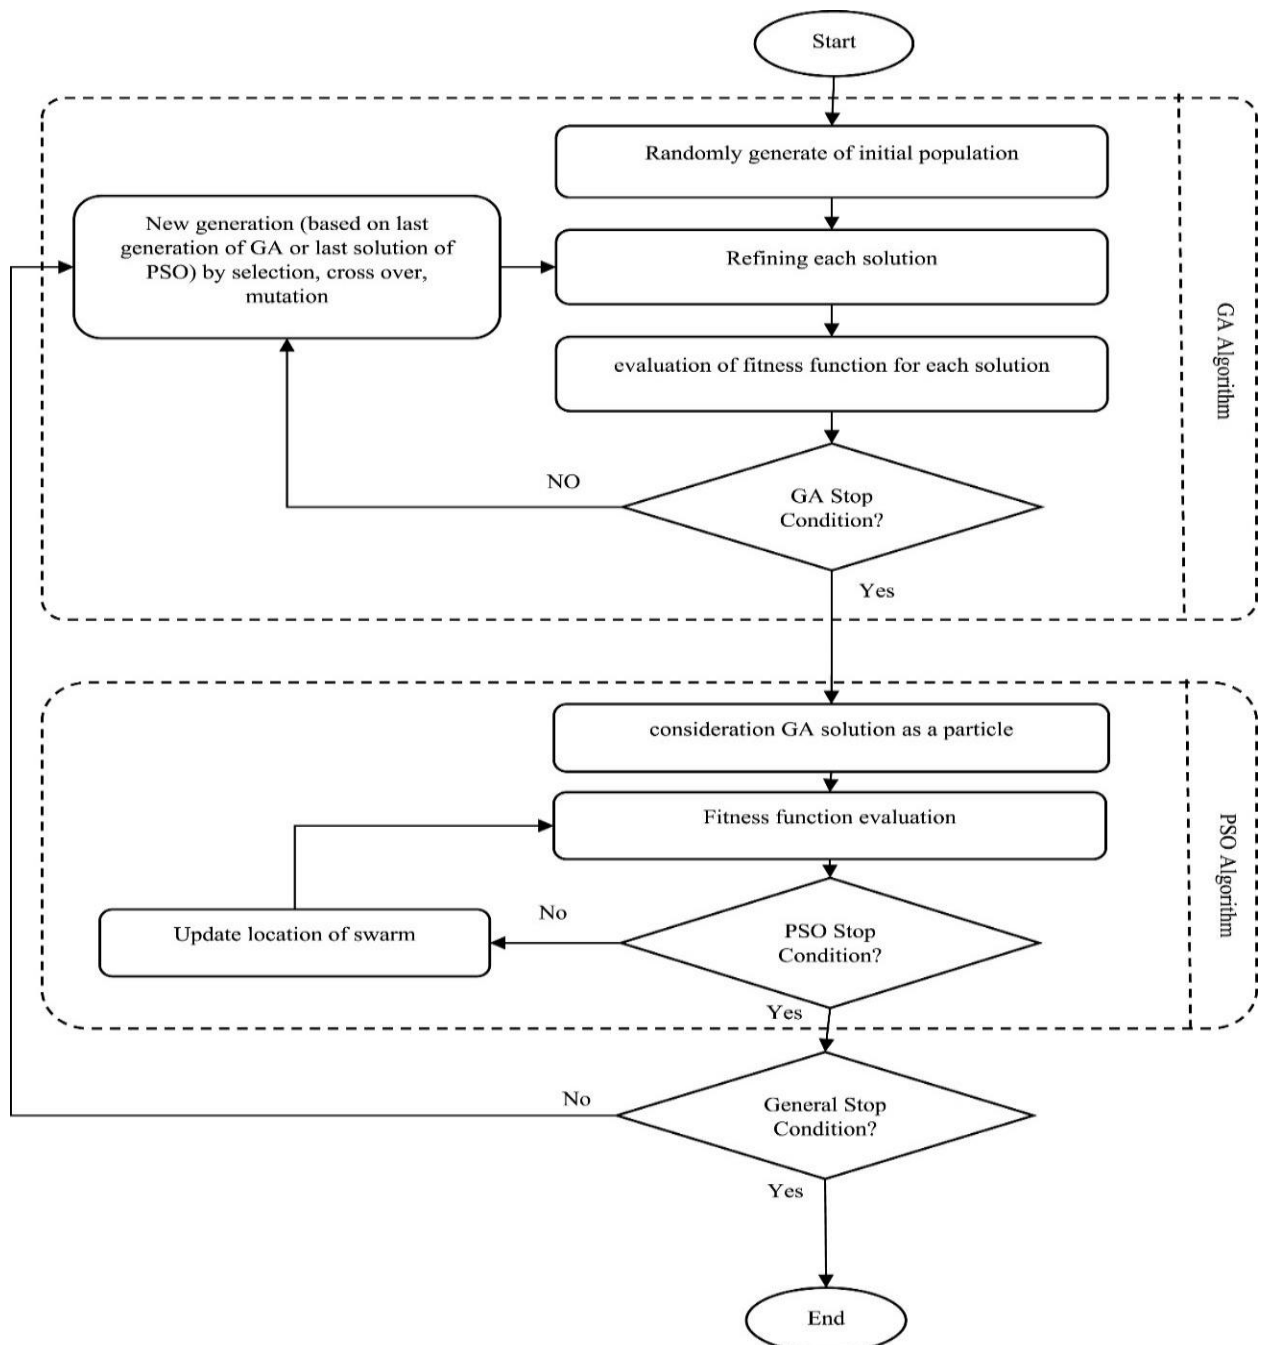 Start
Randomly generate of initial population
New generation (based on last
generation of GA or last solution of
PSO) by selection, cross over,
mutation
Refining each solution
evaluation of fitness function for each solution
GA Algorithm
NO
GA Stop
Condition?
Yes
consideration GA solution as a particle
Fitness function evaluation
PSO Algorithm
No
Update location of swarm
PSO Stop
Condition?
Yes
No
General Stop
Condition?
Yes
End